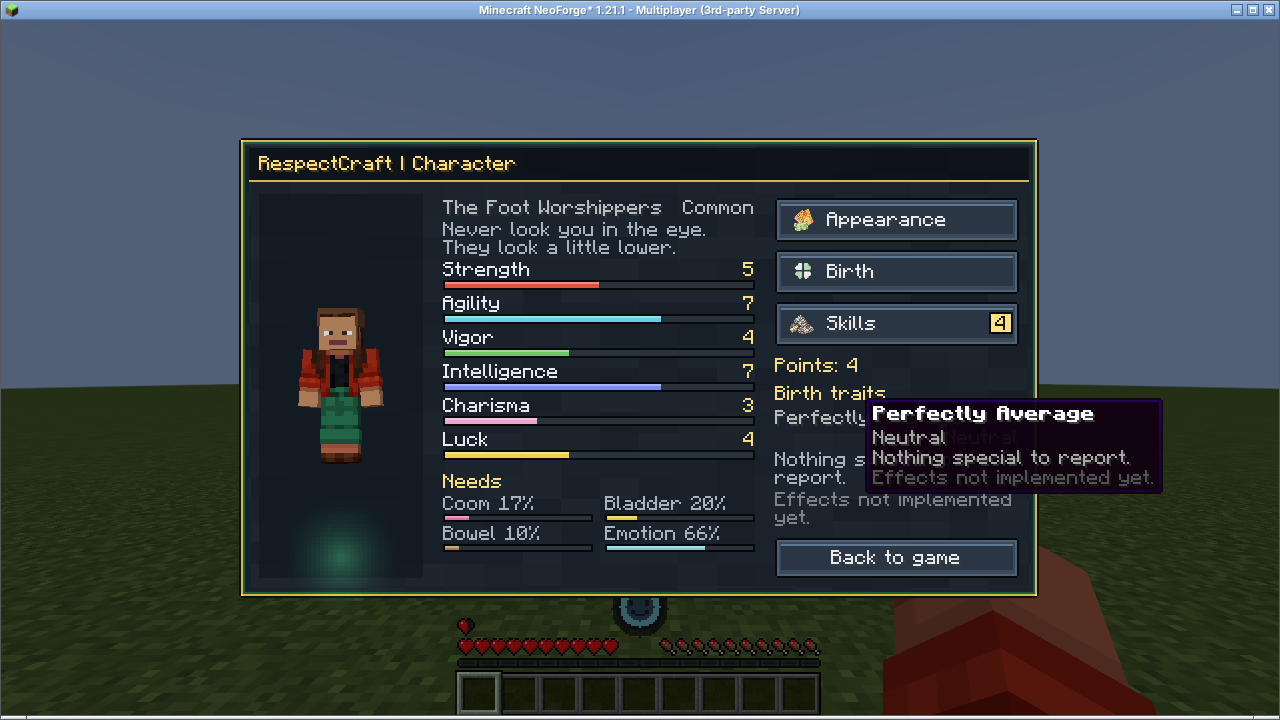 Minecraft NeoForge* 1.21.1 - Multiplayer (3rd-party Server)
RespectCraft | Character
The Foot Worshippers Common
Never look you in the eye.
They look a little lower.
Strength 5
Agility 7
Vigor 4
Intelligence 7
Charisma 3
Luck 4
Needs
Coom 17% Bladder 20%
Bowel 10% Emotion 66%
Appearance
Birth
Skills 4
Points: 4
Birth traits
Perfectly
Nothing s
report.
Effects not implemented
yet.
Perfectly Average
Neutral Neutral
Nothing special to report.
Effects not implemented yet.
Back to game